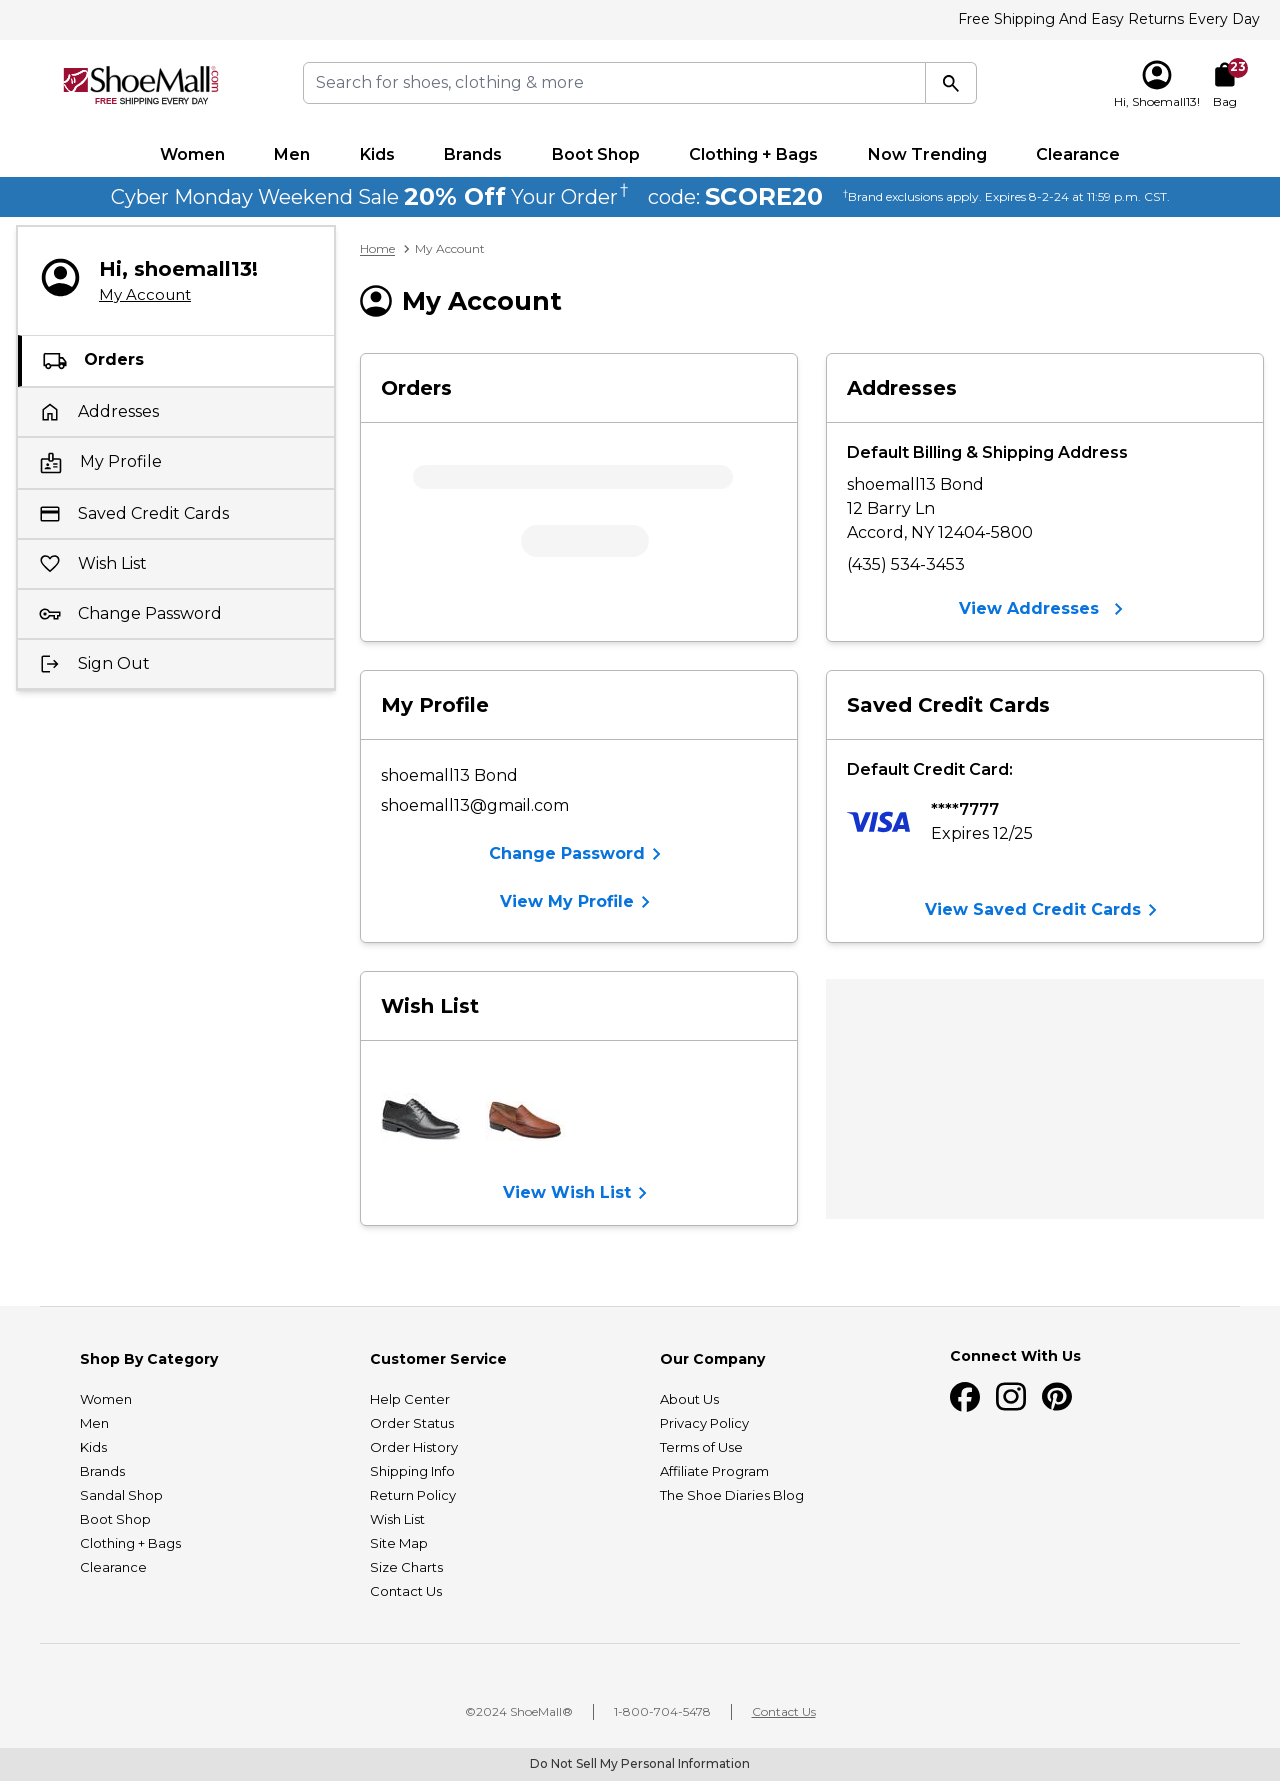 Free Shipping And Easy Returns Every Day
ShoeMall.com®
FREE SHIPPING EVERY DAY
Search for shoes, clothing & more
23
Hi, Shoemall13!
Bag
Women Men Kids Brands Boot Shop Clothing + Bags Now Trending Clearance
Cyber Monday Weekend Sale 20% Off Your Order† code: SCORE20 †Brand exclusions apply. Expires 8-2-24 at 11:59 p.m. CST.
Hi, shoemall13!
My Account
Orders
Addresses
My Profile
Saved Credit Cards
Wish List
Change Password
Sign Out
Home > My Account
My Account
Orders
Addresses
Default Billing & Shipping Address
shoemall13 Bond
12 Barry Ln
Accord, NY 12404-5800
(435) 534-3453
View Addresses
My Profile
shoemall13 Bond
shoemall13@gmail.com
Change Password
View My Profile
Saved Credit Cards
Default Credit Card:
VISA
****7777
Expires 12/25
View Saved Credit Cards
Wish List
View Wish List
Shop By Category
Women
Men
Kids
Brands
Sandal Shop
Boot Shop
Clothing + Bags
Clearance
Customer Service
Help Center
Order Status
Order History
Shipping Info
Return Policy
Wish List
Site Map
Size Charts
Contact Us
Our Company
About Us
Privacy Policy
Terms of Use
Affiliate Program
The Shoe Diaries Blog
Connect With Us
©2024 ShoeMall® | 1-800-704-5478 | Contact Us
Do Not Sell My Personal Information